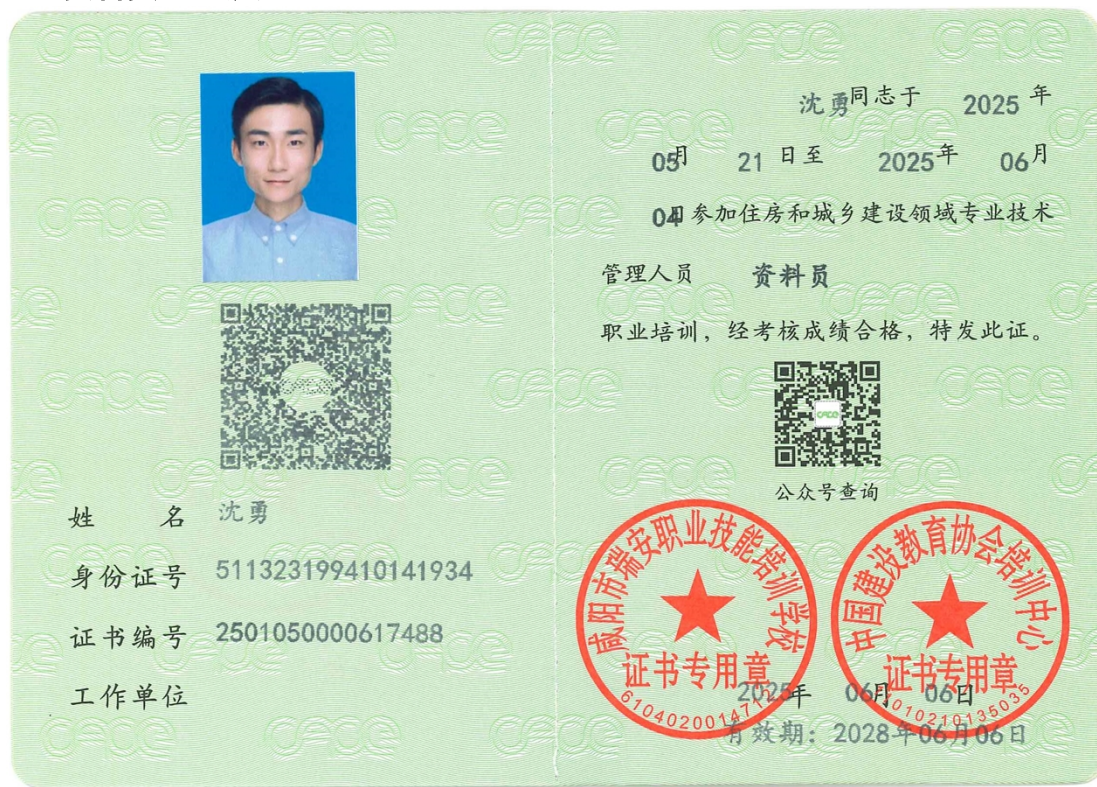 沈勇
姓 名 沈勇
身份证号 511323199410141934
证书编号 2501050000617488
工作单位
沈勇同志于 2025 年
05月 21 日至 2025年 06月
04日参加住房和城乡建设领域专业技术
管理人员 资料员
职业培训，经考核成绩合格，特发此证。
公众号查询
咸阳市瑞安职业技能培训学校
证书专用章
中国建设教育协会培训中心
证书专用章
2025年 06月 06日
有效期：2028年06月06日